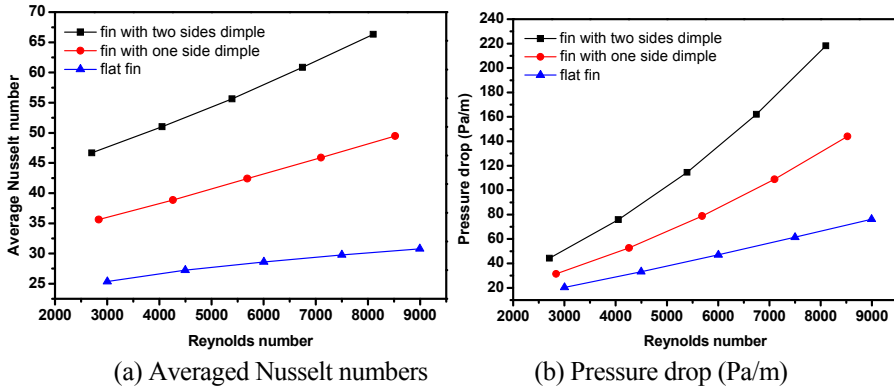 70
65
60
55
50
45
40
35
30
25
Average Nusselt number
fin with two sides dimple
fin with one side dimple
flat fin
2000 3000 4000 5000 6000 7000 8000 9000
Reynolds number
(a) Averaged Nusselt numbers
240
220
200
180
160
140
120
100
80
60
40
20
Pressure drop (Pa/m)
fin with two sides dimple
fin with one side dimple
flat fin
2000 3000 4000 5000 6000 7000 8000 9000
Reynolds number
(b) Pressure drop (Pa/m)